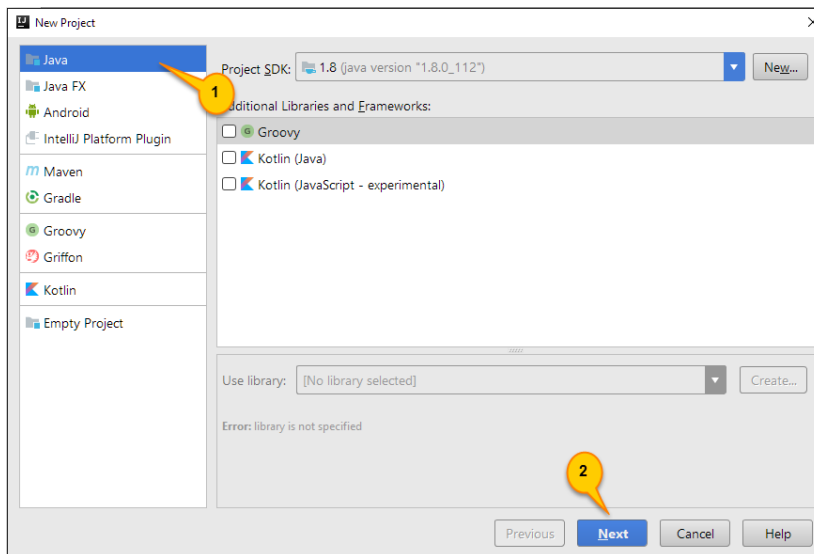 New Project
Java
Java FX
Android
IntelliJ Platform Plugin
Maven
Gradle
Groovy
Griffon
Kotlin
Empty Project
1
Project SDK: 1.8 (java version "1.8.0_112") New...
dditional Libraries and Frameworks:
Groovy
Kotlin (Java)
Kotlin (JavaScript - experimental)
Use library: [No library selected] Create...
Error: library is not specified
2
Previous Next Cancel Help